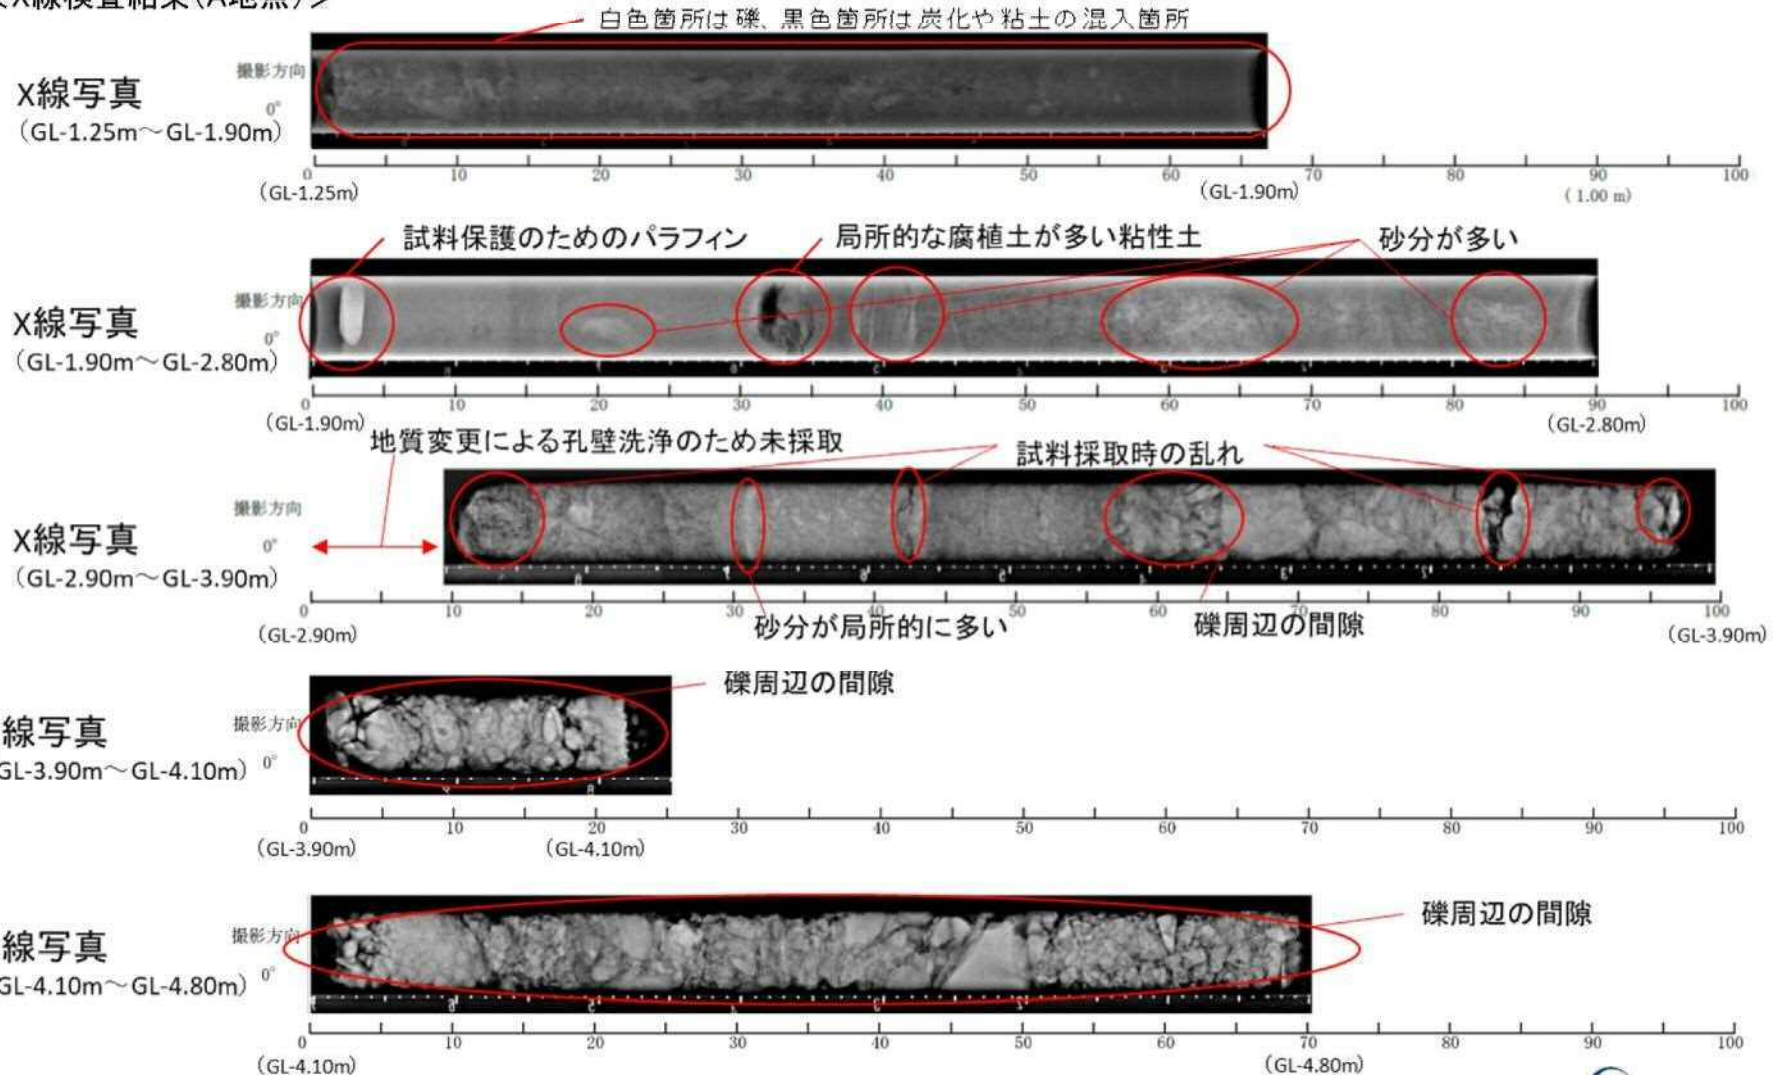 X線検査結果(A地点)>
白色箇所は礫、黒色箇所は炭化や粘土の混入箇所
X線写真
(GL-1.25m～GL-1.90m)
撮影方向
0°
0 10 20 30 40 50 60 70 80 90 100
(GL-1.25m) (GL-1.90m) (1.00 m)
試料保護のためのパラフィン
局所的な腐植土が多い粘性土
砂分が多い
X線写真
(GL-1.90m～GL-2.80m)
撮影方向
0°
0 10 20 30 40 50 60 70 80 90 100
(GL-1.90m) (GL-2.80m)
地質変更による孔壁洗浄のため未採取
試料採取時の乱れ
X線写真
(GL-2.90m～GL-3.90m)
撮影方向
0°
0 10 20 30 40 50 60 70 80 90 100
(GL-2.90m) (GL-3.90m)
砂分が局所的に多い
礫周辺の間隙
礫周辺の間隙
線写真
GL-3.90m～GL-4.10m)
撮影方向
0°
0 10 20 30 40 50 60 70 80 90 100
(GL-3.90m) (GL-4.10m)
礫周辺の間隙
線写真
GL-4.10m～GL-4.80m)
撮影方向
0°
0 10 20 30 40 50 60 70 80 90 100
(GL-4.10m) (GL-4.80m)